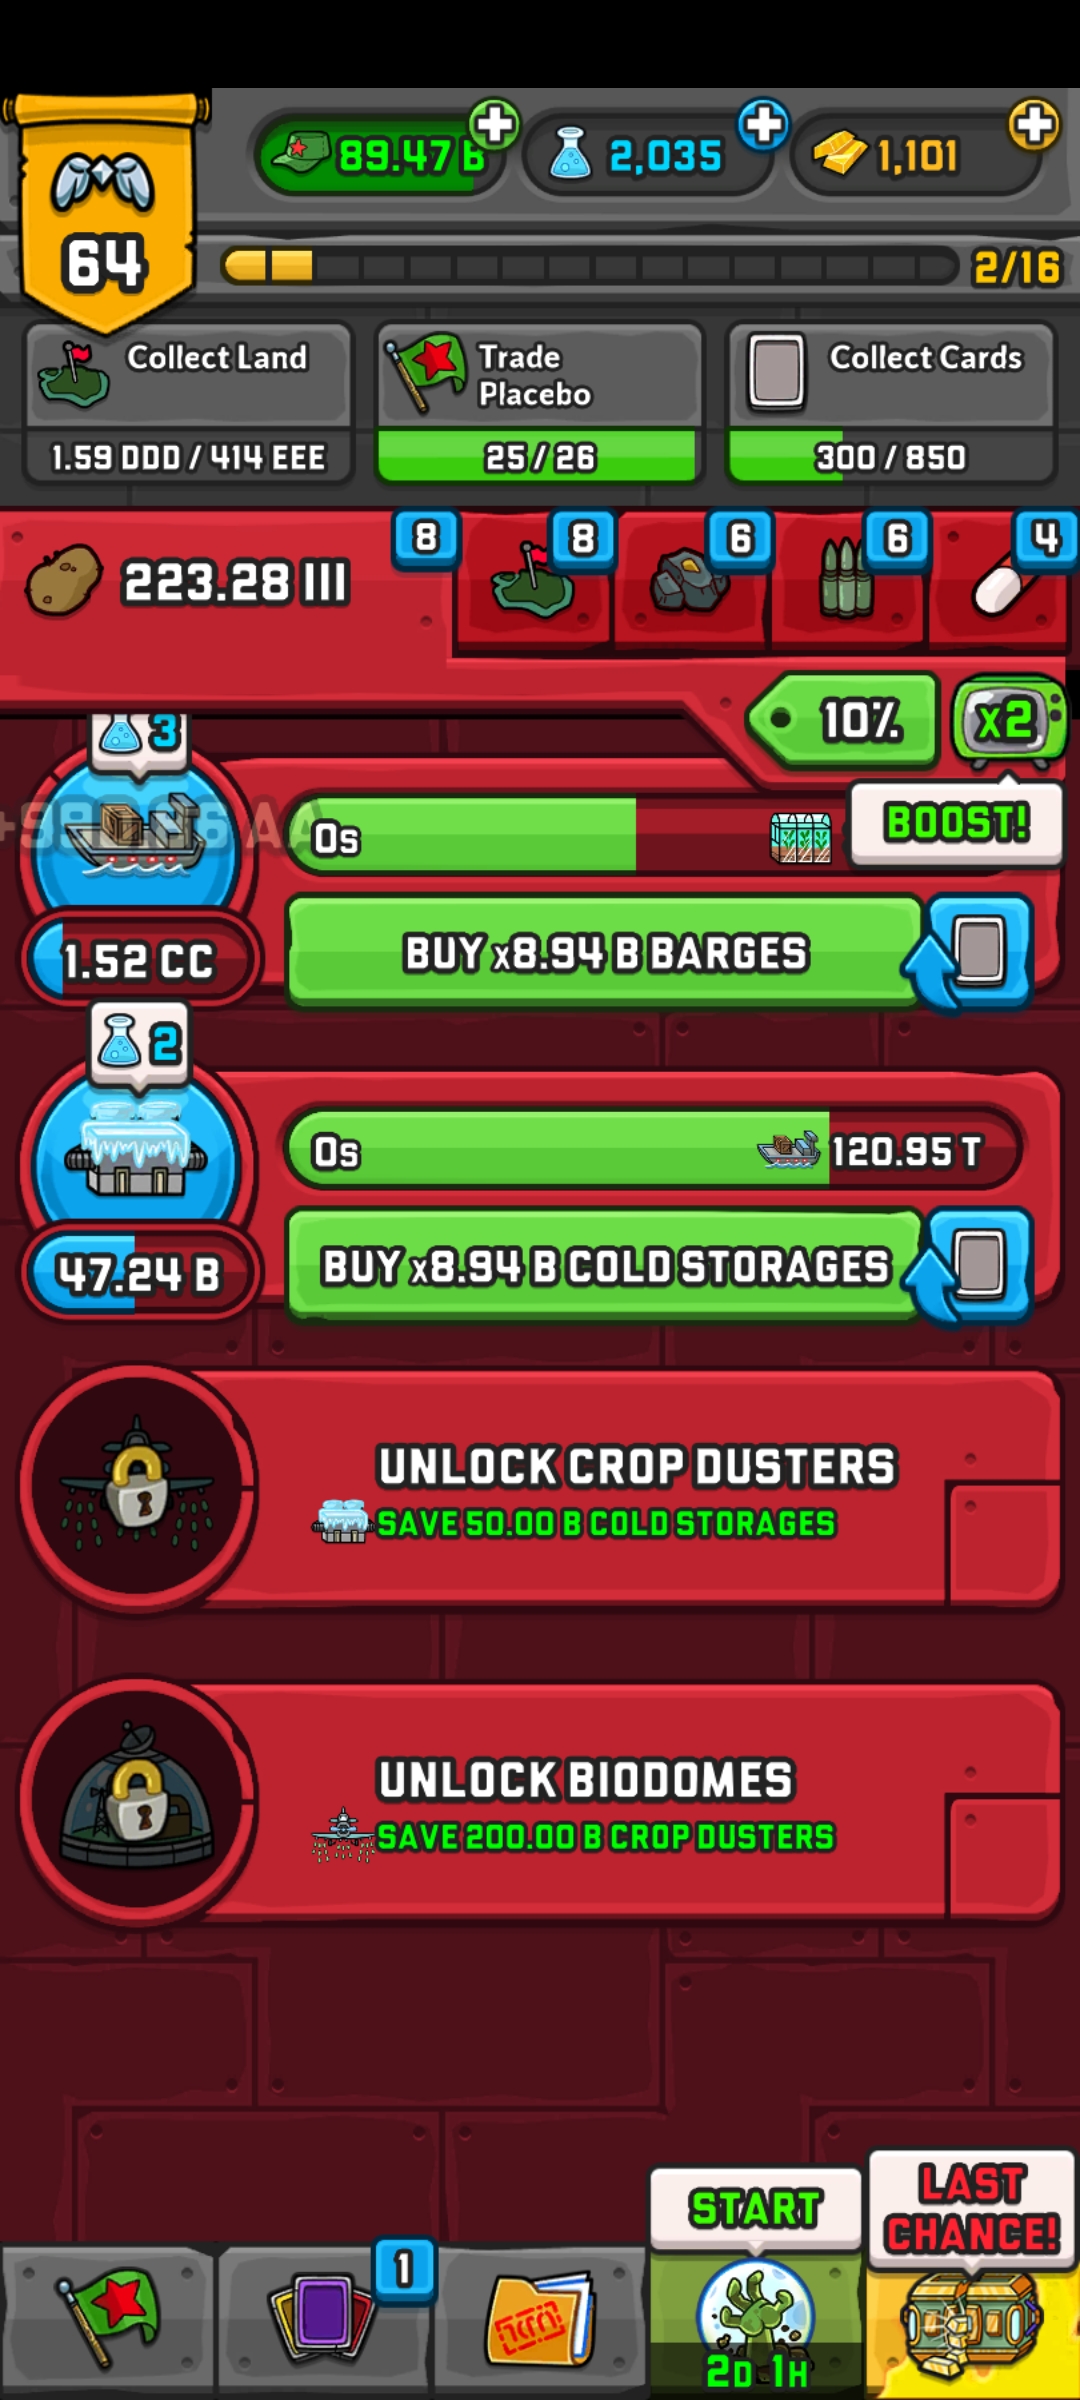 89.47 B
2,035
1,101
64
2/16
Collect Land
1.59 DDD / 414 EEE
Trade
Placebo
25 / 26
Collect Cards
300 / 850
223.28 III
8
8
6
6
4
10%
x2
BOOST!
3
0s
1.52 CC
BUY x8.94 B BARGES
2
0s
120.95 T
47.24 B
BUY x8.94 B COLD STORAGES
UNLOCK CROP DUSTERS
SAVE 50.00 B COLD STORAGES
UNLOCK BIODOMES
SAVE 200.00 B CROP DUSTERS
START
LAST
CHANCE!
1
2D 1H